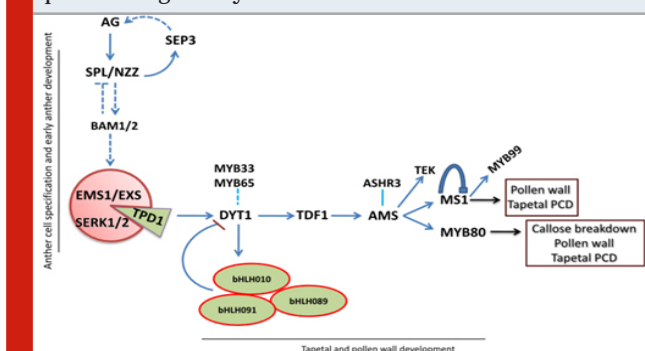 AG
SEP3
SPL/NZZ
BAM1/2
EMS1/EXS
SERK1/2
TPD1
MYB33
MYB65
DYT1
TDF1
ASHR3
AMS
TEK
MS1
MYB99
MYB80
Pollen wall
Tapetal PCD
Callose breakdown
Pollen wall
Tapetal PCD
bHLH010
bHLH089
bHLH091
Anther cell specification and early anther development
Tapetal and pollen wall development